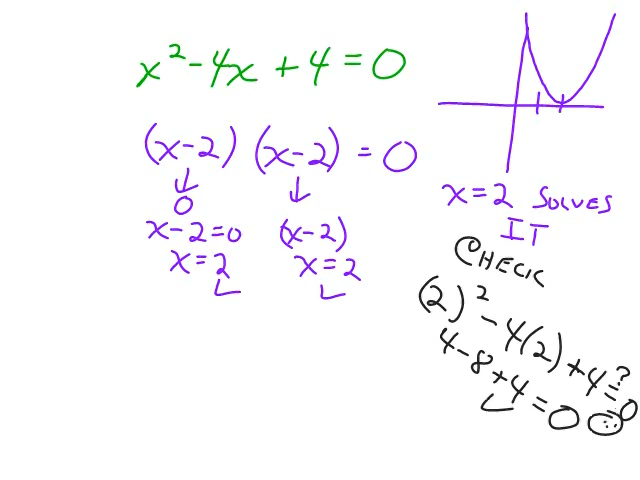 x² - 4x + 4 = 0
(x-2) (x-2) = 0
0
x-2=0 (x-2)
x=2 x=2
x=2 SOLVES
IT
CHECK
(2)² - 4(2) + 4 ≟ 0
4-8+4 = 0